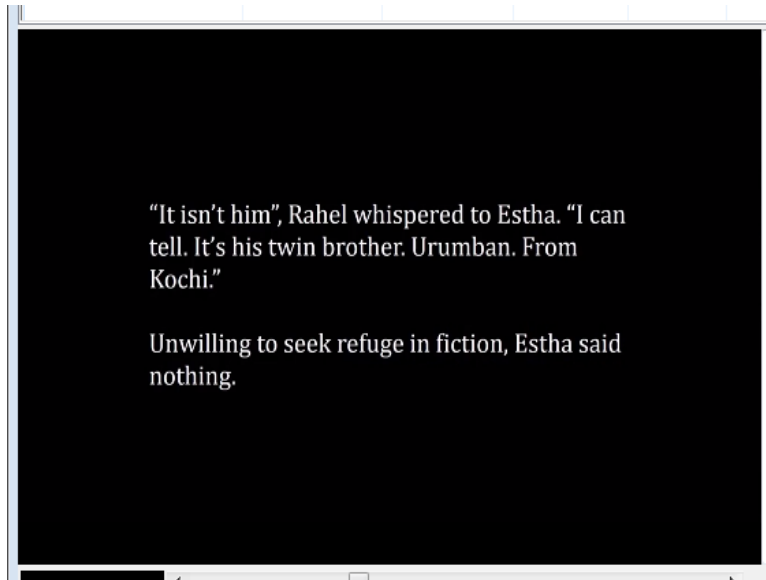 “It isn’t him”, Rahel whispered to Estha. “I can
tell. It’s his twin brother. Urumban. From
Kochi.”
Unwilling to seek refuge in fiction, Estha said
nothing.